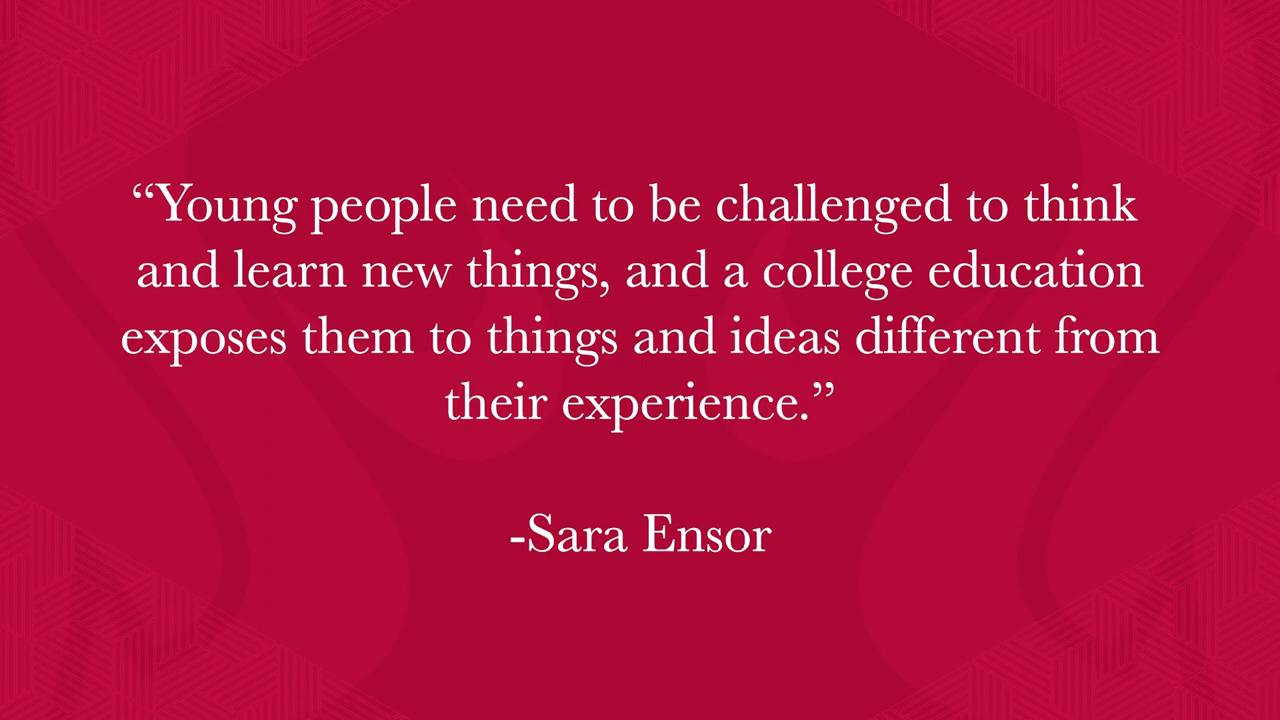 “Young people need to be challenged to think
and learn new things, and a college education
exposes them to things and ideas different from
their experience.”
-Sara Ensor